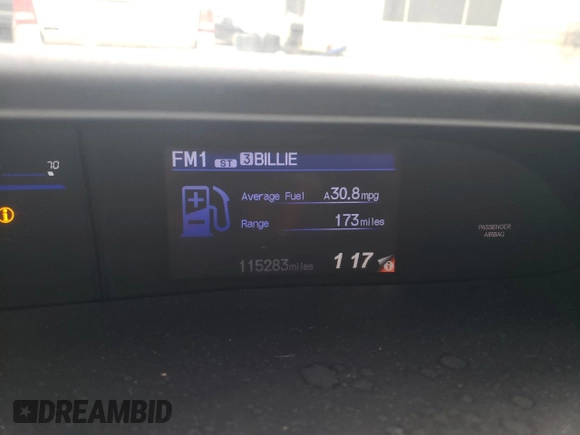 FM1 ST 3 BILLIE
70
Average Fuel A30.8mpg
Range 173miles
PASSENGER
AIRBAG
115283miles 1:17
DREAMBID